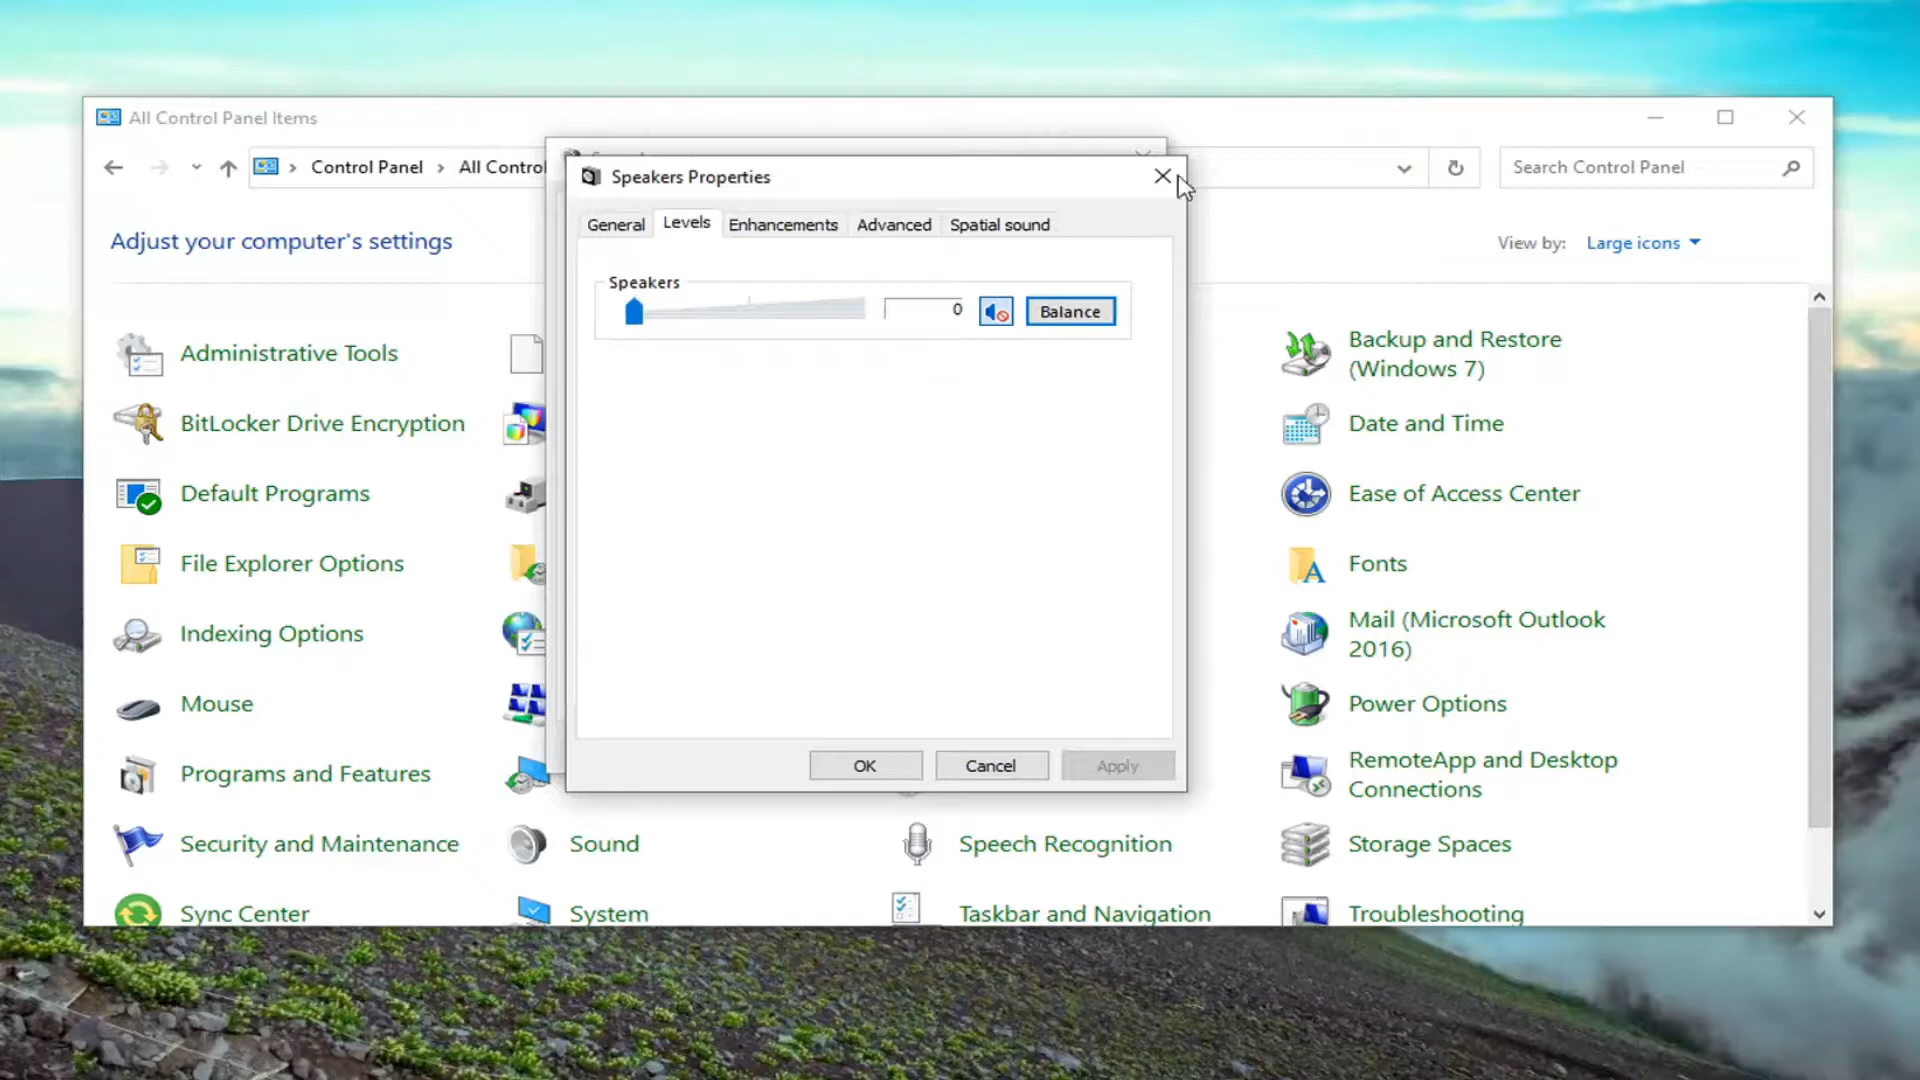 All Control Panel Items
Control Panel
All Control
Search Control Panel
Speakers Properties
General
Levels
Enhancements
Advanced
Spatial sound
Adjust your computer's settings
View by:
Large icons
Speakers
0
Balance
Administrative Tools
Backup and Restore
(Windows 7)
BitLocker Drive Encryption
Date and Time
Default Programs
Ease of Access Center
File Explorer Options
Fonts
Indexing Options
Mail (Microsoft Outlook
2016)
Mouse
Power Options
OK
Cancel
Apply
Programs and Features
RemoteApp and Desktop
Connections
Security and Maintenance
Sound
Speech Recognition
Storage Spaces
Sync Center
System
Taskbar and Navigation
Troubleshooting